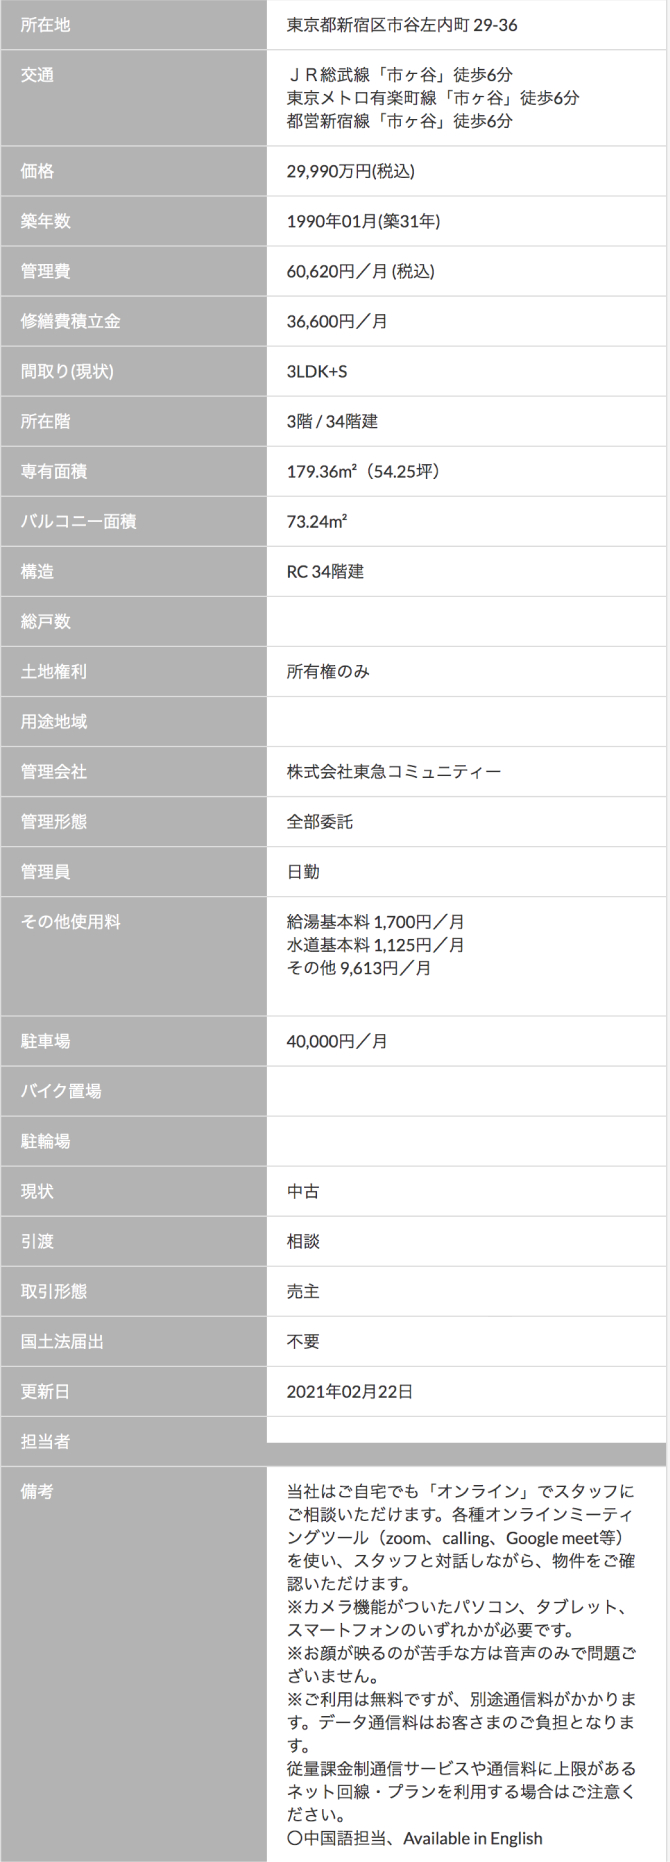 所在地
東京都新宿区市谷左内町 29-36
交通
ＪＲ総武線「市ヶ谷」徒歩6分
東京メトロ有楽町線「市ヶ谷」徒歩6分
都営新宿線「市ヶ谷」徒歩6分
価格
29,990万円(税込)
築年数
1990年01月(築31年)
管理費
60,620円／月 (税込)
修繕費積立金
36,600円／月
間取り(現状)
3LDK+S
所在階
3階 / 34階建
専有面積
179.36m²（54.25坪）
バルコニー面積
73.24m²
構造
RC 34階建
総戸数
土地権利
所有権のみ
用途地域
管理会社
株式会社東急コミュニティー
管理形態
全部委託
管理員
日勤
その他使用料
給湯基本料 1,700円／月
水道基本料 1,125円／月
その他 9,613円／月
駐車場
40,000円／月
バイク置場
駐輪場
現状
中古
引渡
相談
取引形態
売主
国土法届出
不要
更新日
2021年02月22日
担当者
備考
当社はご自宅でも「オンライン」でスタッフに
ご相談いただけます。各種オンラインミーティ
ングツール（zoom、calling、Google meet等）
を使い、スタッフと対話しながら、物件をご確
認いただけます。
※カメラ機能がついたパソコン、タブレット、
スマートフォンのいずれかが必要です。
※お顔が映るのが苦手な方は音声のみで問題ご
ざいません。
※ご利用は無料ですが、別途通信料がかかりま
す。データ通信料はお客さまのご負担となりま
す。
従量課金制通信サービスや通信料に上限がある
ネット回線・プランを利用する場合はご注意く
ださい。
〇中国語担当、Available in English